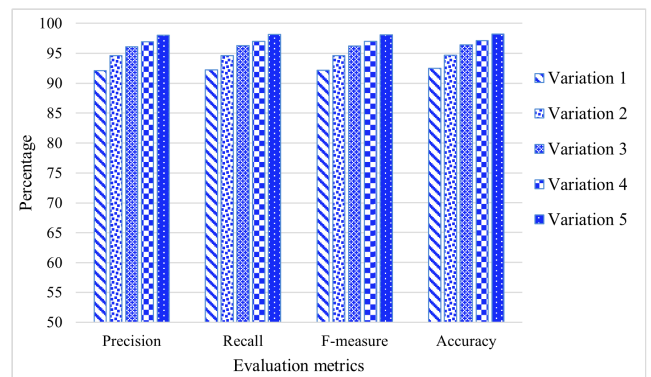 100
95
90
85
80
75
70
65
60
55
50
Percentage
Precision Recall F-measure Accuracy
Evaluation metrics
Variation 1
Variation 2
Variation 3
Variation 4
Variation 5